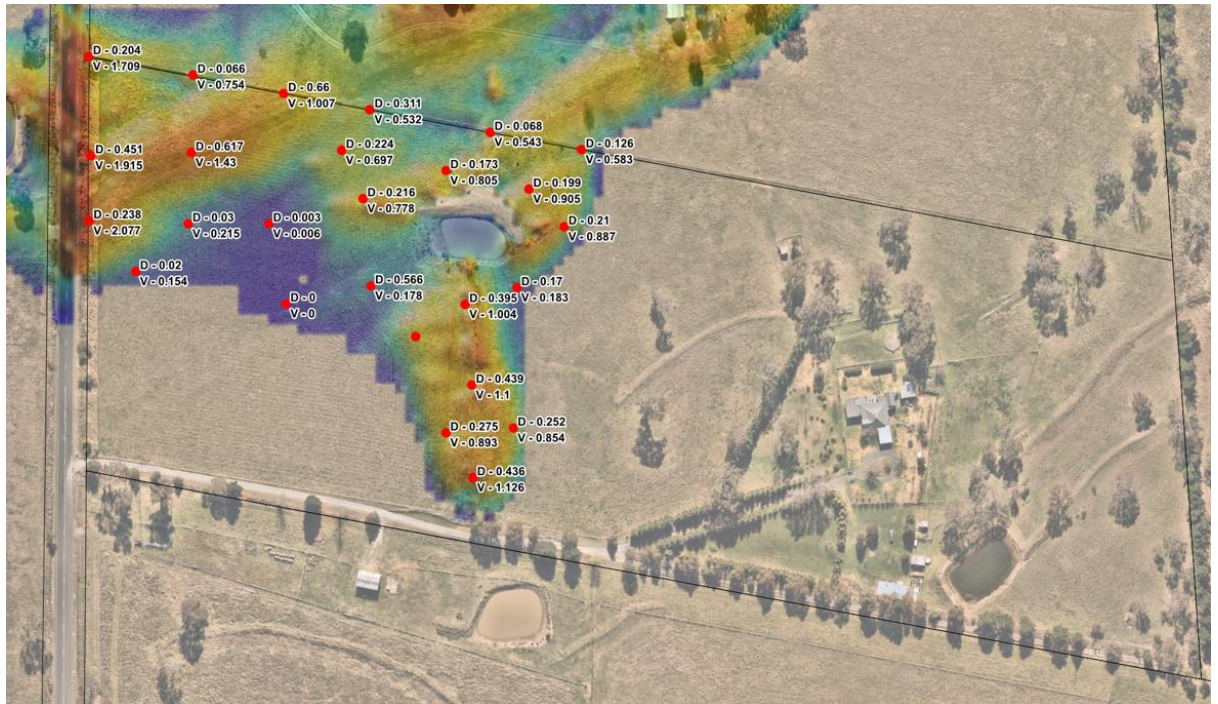 D - 0.204
V - 1.709
D - 0.066
V - 0.754
D - 0.66
V - 1.007
D - 0.311
V - 0.532
D - 0.068
V - 0.543
D - 0.126
V - 0.583
D - 0.451
V - 1.915
D - 0.617
V - 1.43
D - 0.224
V - 0.697
D - 0.173
V - 0.805
D - 0.199
V - 0.905
D - 0.216
V - 0.778
D - 0.238
V - 2.077
D - 0.03
V - 0.215
D - 0.003
V - 0.006
D - 0.21
V - 0.887
D - 0.02
V - 0.154
D - 0.566
V - 0.178
D - 0.17
V - 0.183
D - 0
V - 0
D - 0.395
V - 1.004
D - 0.439
V - 1.1
D - 0.275
V - 0.893
D - 0.252
V - 0.854
D - 0.436
V - 1.126